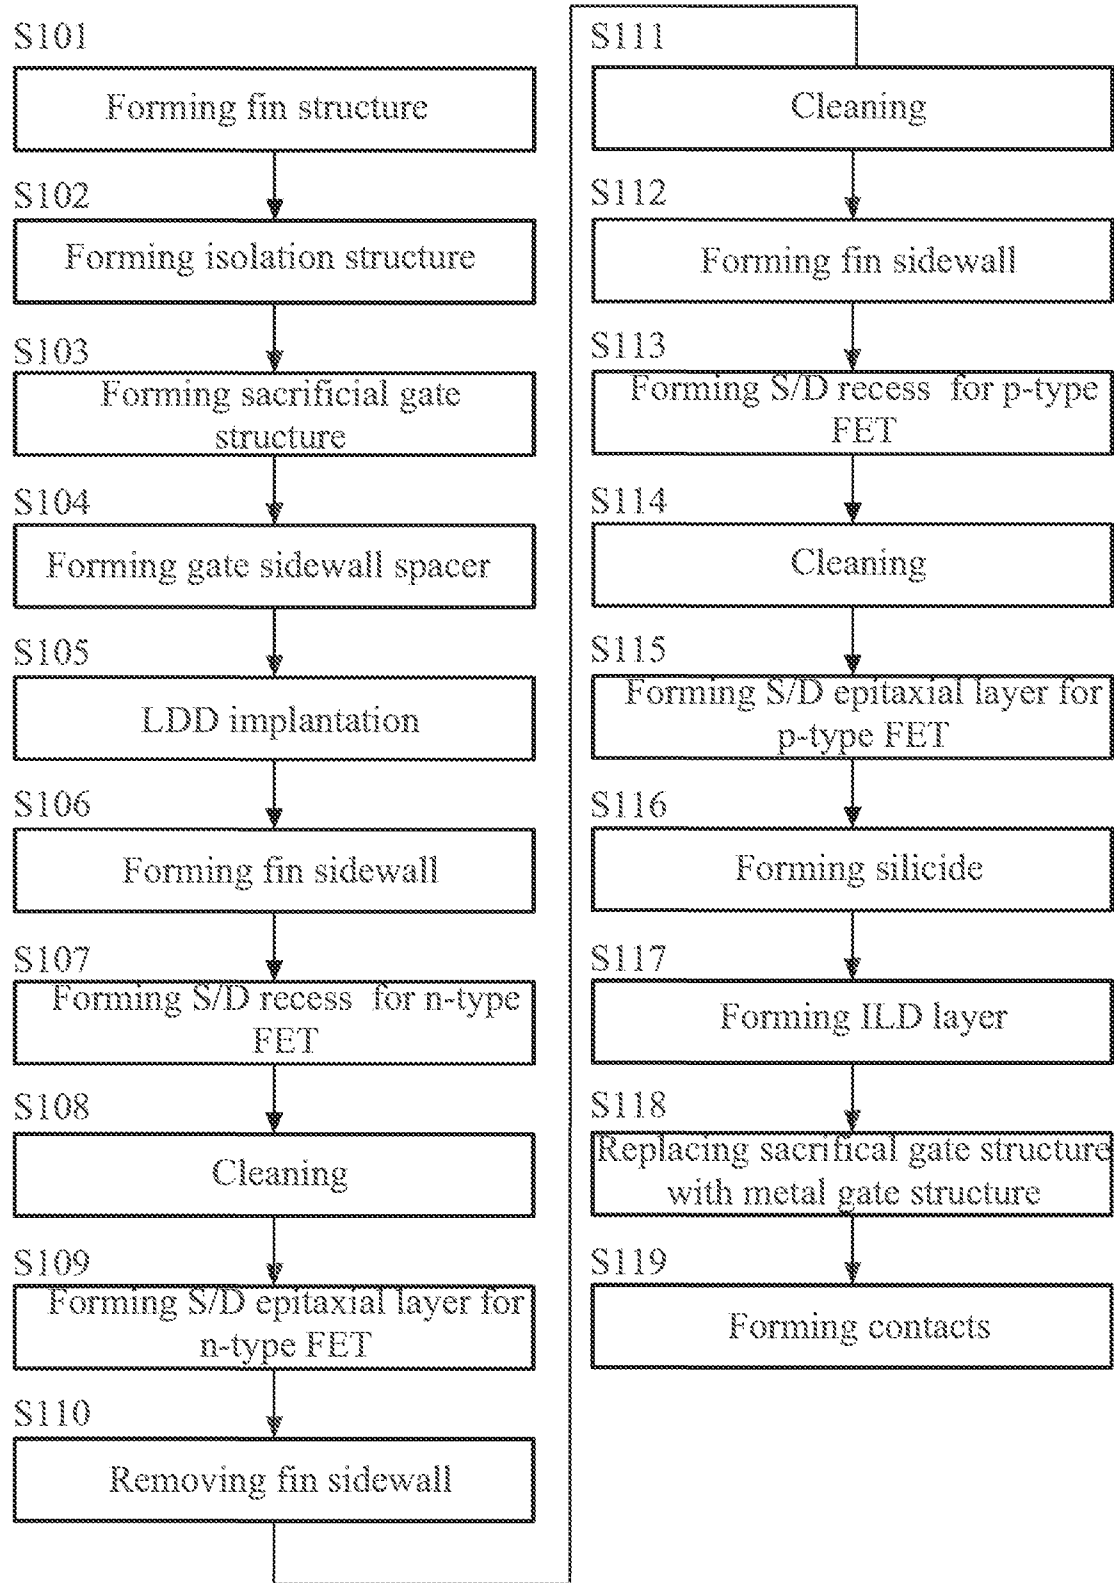 S101
Forming fin structure
S102
Forming isolation structure
S103
Forming sacrificial gate
structure
S104
Forming gate sidewall spacer
S105
LDD implantation
S106
Forming fin sidewall
S107
Forming S/D recess for n-type
FET
S108
Cleaning
S109
Forming S/D epitaxial layer for
n-type FET
S110
Removing fin sidewall
S111
Cleaning
S112
Forming fin sidewall
S113
Forming S/D recess for p-type
FET
S114
Cleaning
S115
Forming S/D epitaxial layer for
p-type FET
S116
Forming silicide
S117
Forming ILD layer
S118
Replacing sacrifical gate structure
with metal gate structure
S119
Forming contacts